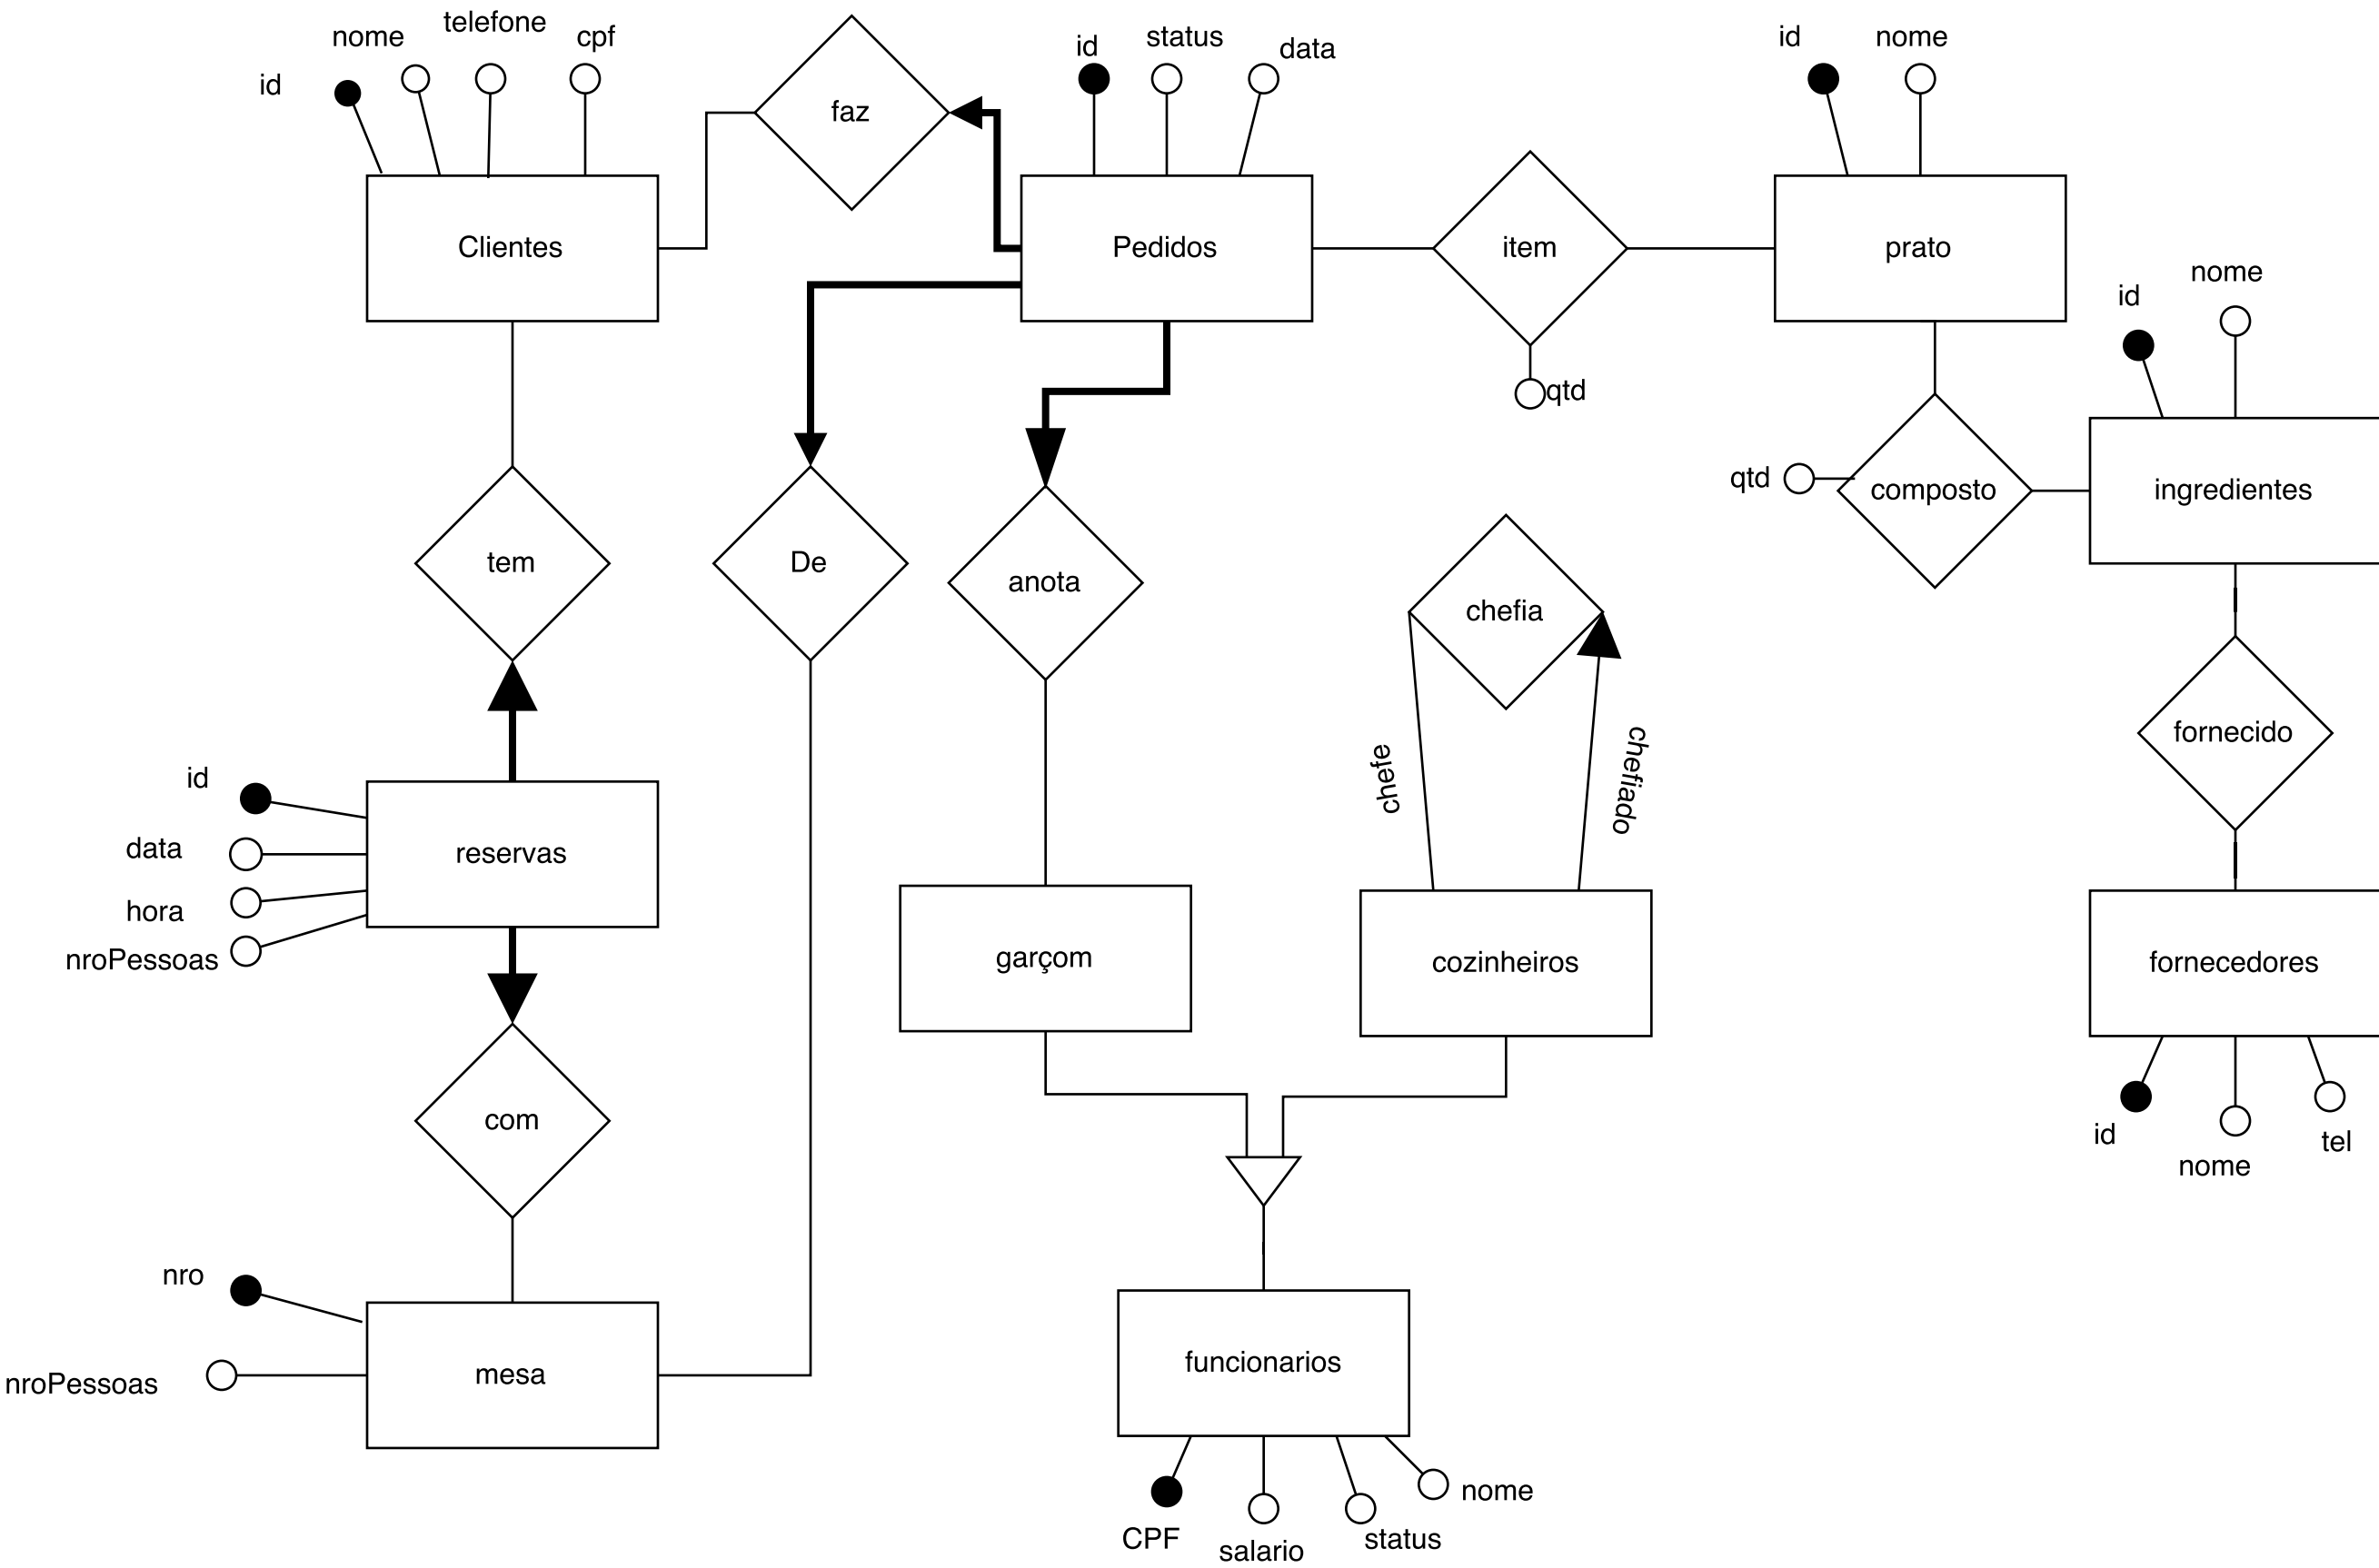 telefone
nome
cpf
id
faz
id
status
data
id
nome
Clientes
Pedidos
item
prato
id
nome
qtd
qtd
composto
ingredientes
tem
De
anota
chefia
fornecido
chefe
chefiado
id
data
hora
nroPessoas
reservas
garçom
cozinheiros
fornecedores
com
id
nome
tel
nro
nroPessoas
mesa
funcionarios
CPF
salario
status
nome